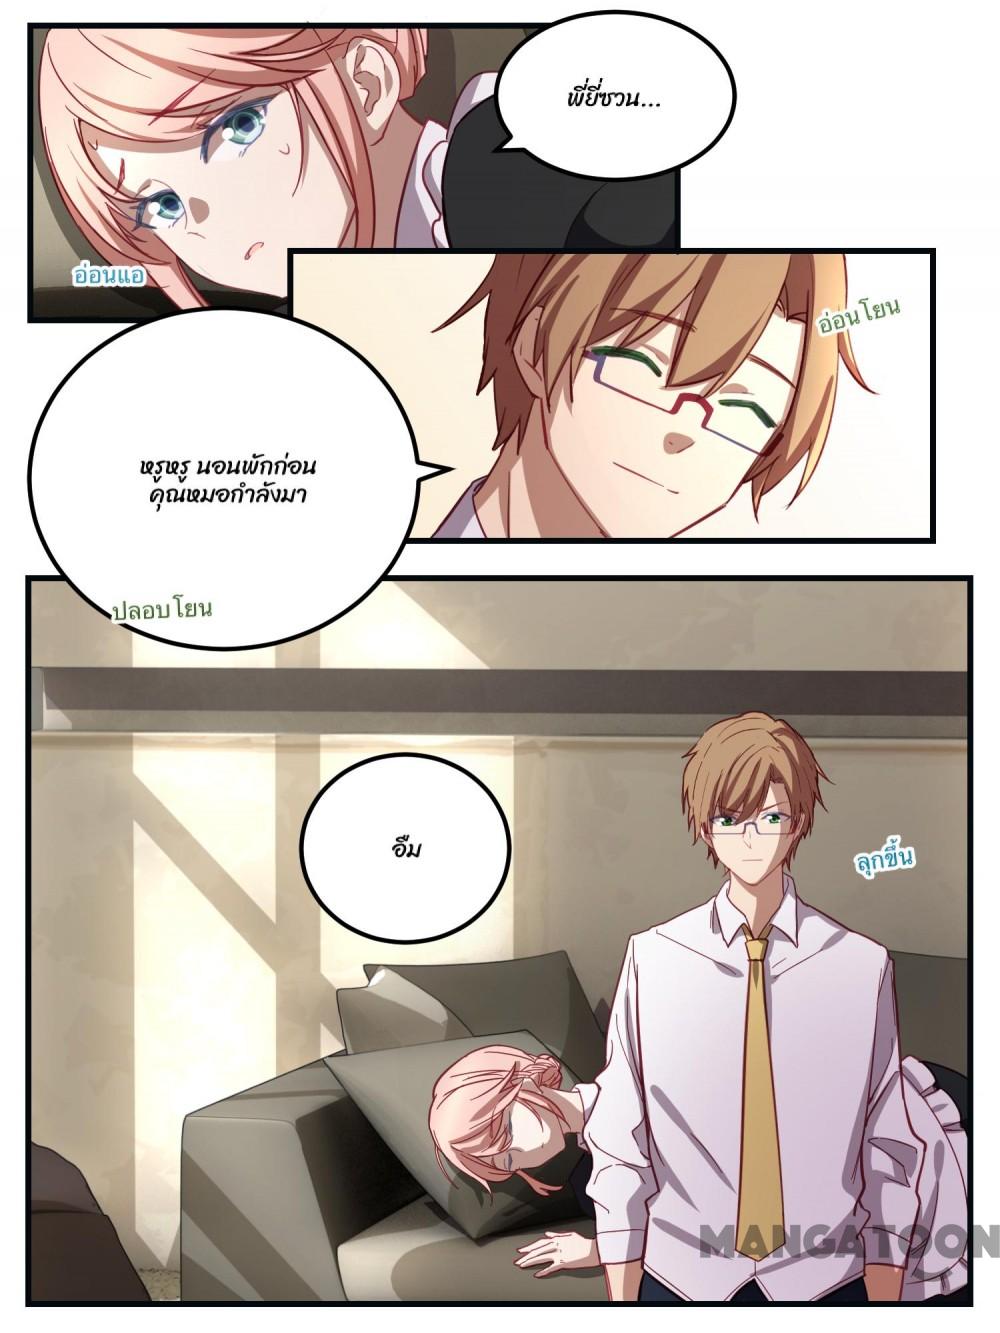 พี่ยี่ซวน...
อ่อนแอ
อ่อนโยน
หรูหรู นอนพักก่อน
คุณหมอกำลังมา
ปลอบโยน
อืม
ลุกขึ้น
MANGATOON